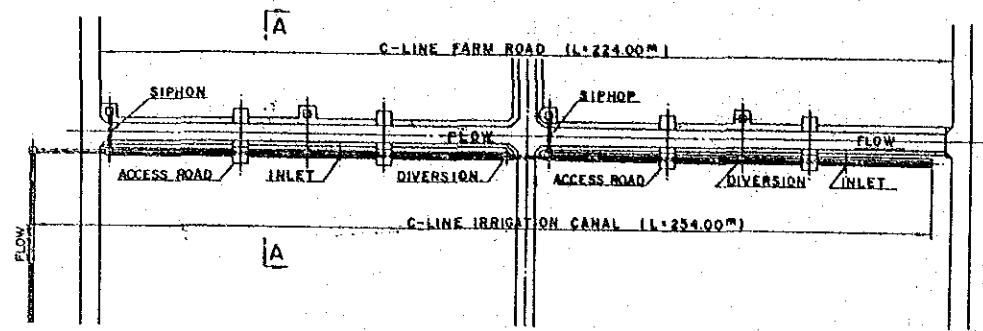 A
C-LINE FARM ROAD (L=224.00m)
SIPHON
SIPHOP
FLOW
FLOW
ACCESS ROAD
INLET
DIVERSION
ACCESS ROAD
DIVERSION
INLET
C-LINE IRRIGATION CANAL (L=254.00m)
FLOW
A